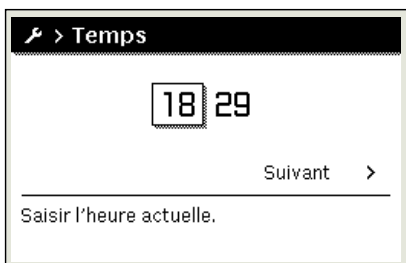 > Temps
18 29
Suivant >
Saisir l'heure actuelle.